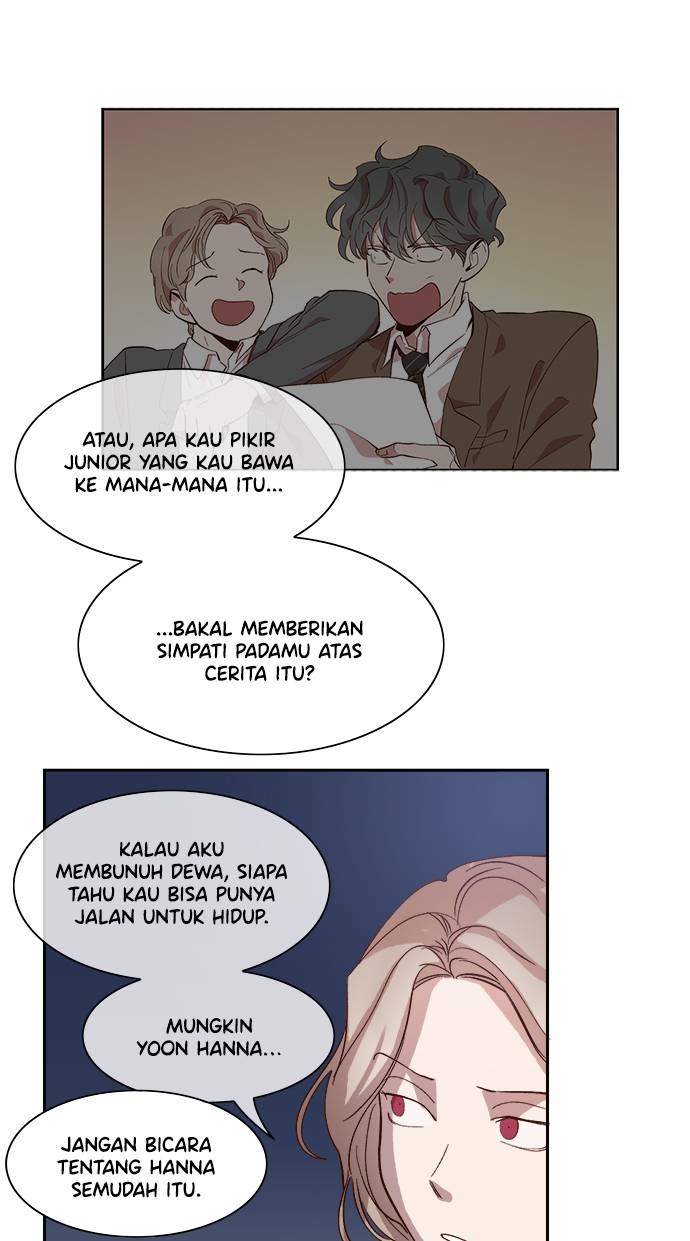 ATAU, APA KAU PIKIR
JUNIOR YANG KAU BAWA
KE MANA-MANA ITU...
...BAKAL MEMBERIKAN
SIMPATI PADAMU ATAS
CERITA ITU?
KALAU AKU
MEMBUNUH DEWA, SIAPA
TAHU KAU BISA PUNYA
JALAN UNTUK HIDUP.
MUNGKIN
YOON HANNA...
JANGAN BICARA
TENTANG HANNA
SEMUDAH ITU.